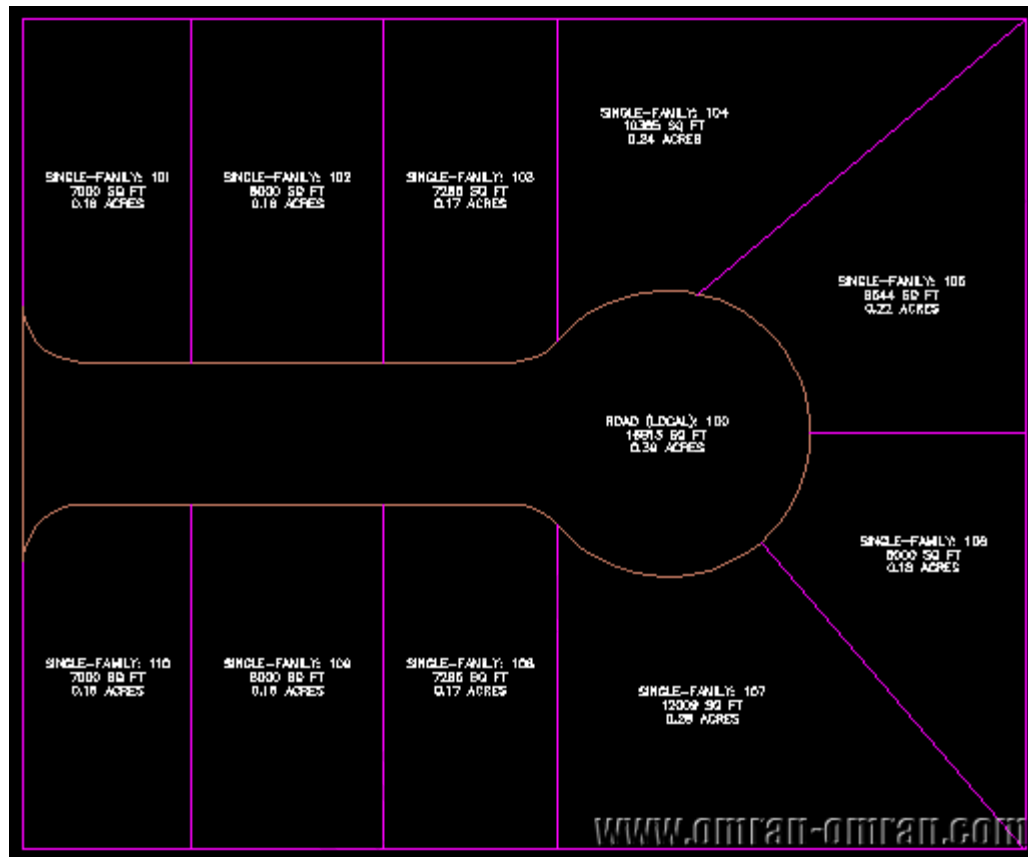 SINGLE-FAMILY: 104
SQ FT
0.24 ACRES
SINGLE-FAMILY: 101
7000 SQ FT
0.16 ACRES
SINGLE-FAMILY: 102
8000 SQ FT
0.18 ACRES
SINGLE-FAMILY: 103
SQ FT
0.17 ACRES
SINGLE-FAMILY: 105
9544 SQ FT
0.22 ACRES
ROAD (LOCAL): 100
SQ FT
0.39 ACRES
SINGLE-FAMILY: 106
8000 SQ FT
0.18 ACRES
SINGLE-FAMILY: 110
7000 SQ FT
0.16 ACRES
SINGLE-FAMILY: 109
8000 SQ FT
0.18 ACRES
SINGLE-FAMILY: 108
SQ FT
0.17 ACRES
SINGLE-FAMILY: 107
12009 SQ FT
0.28 ACRES
www.omran-omran.com